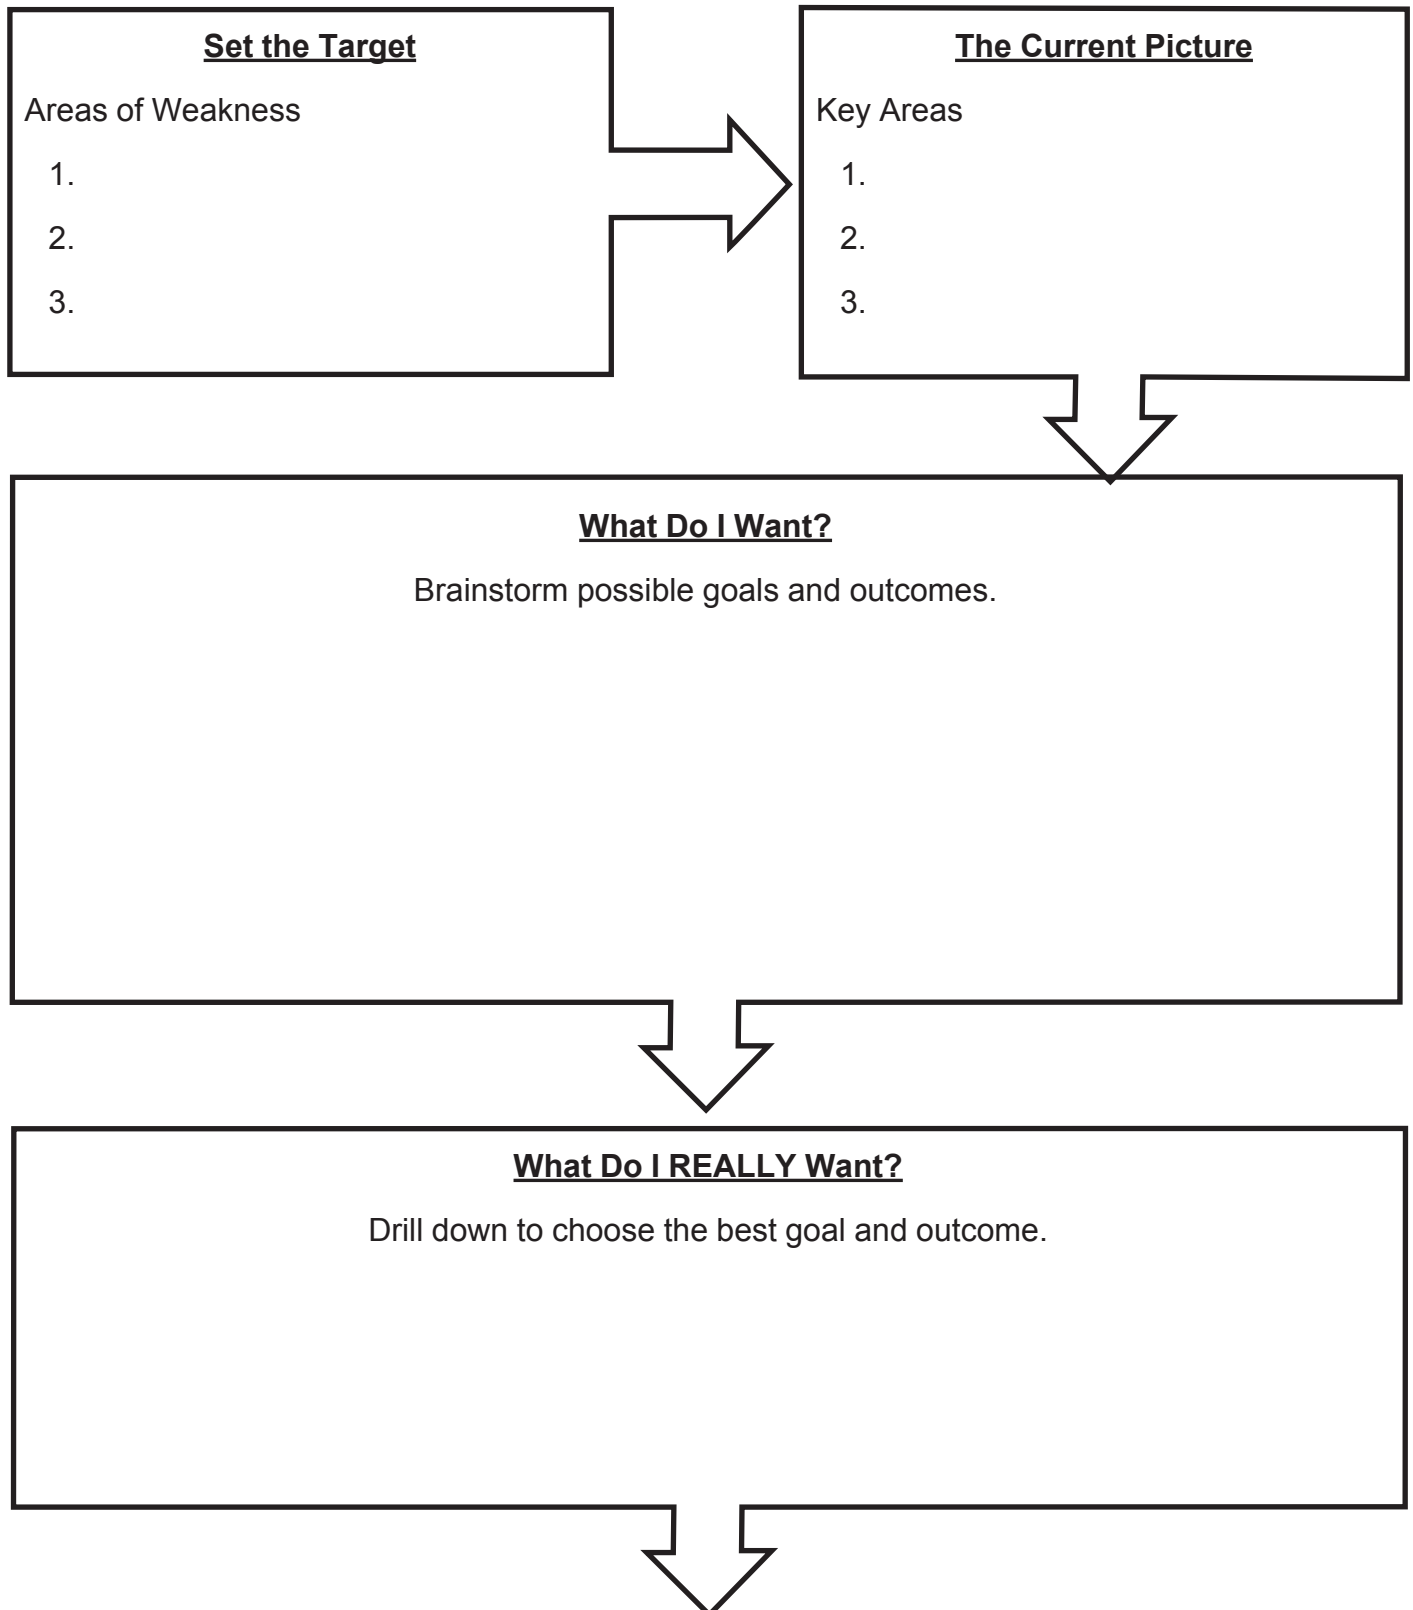 Set the Target
Areas of Weakness
1.
2.
3.
The Current Picture
Key Areas
1.
2.
3.
What Do I Want?
Brainstorm possible goals and outcomes.
What Do I REALLY Want?
Drill down to choose the best goal and outcome.